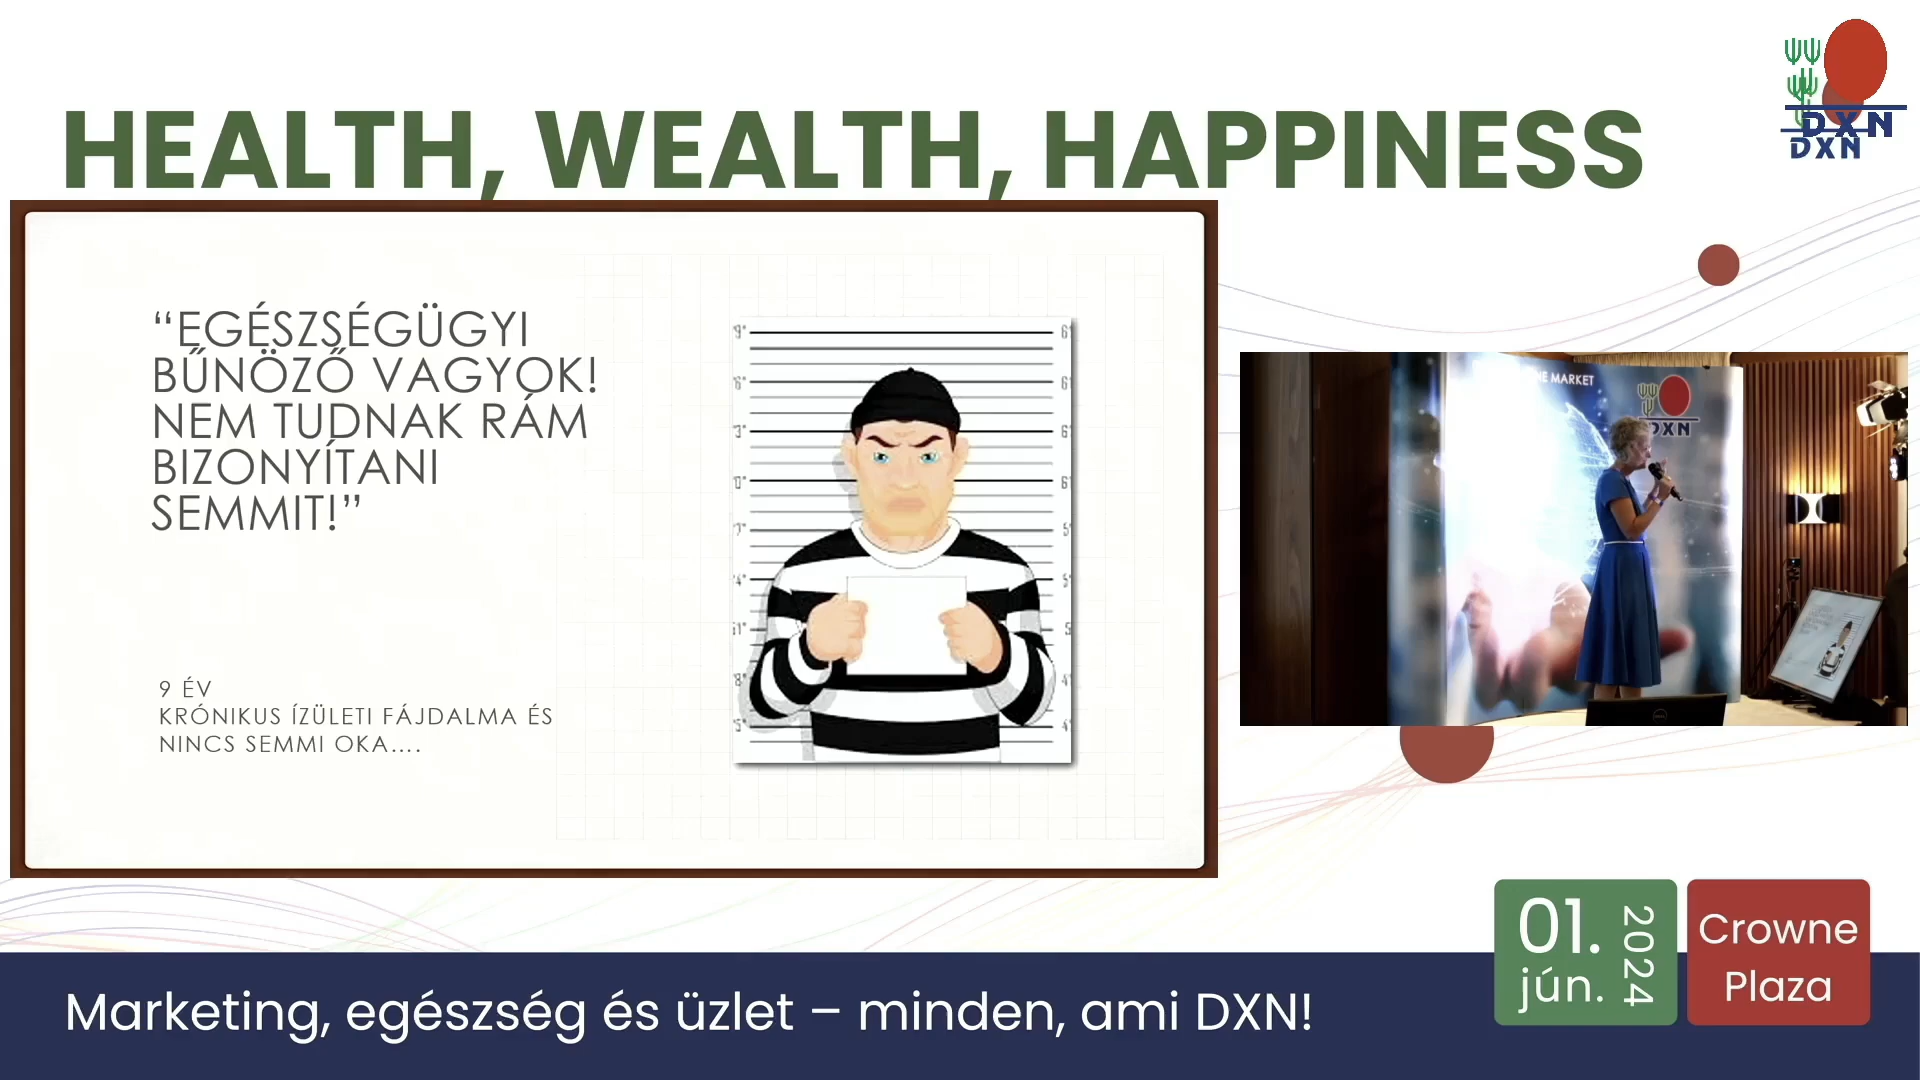 HEALTH, WEALTH, HAPPINESS
DXN
DXN
“EGÉSZSÉGÜGYI
BŰNÖZŐ VAGYOK!
NEM TUDNAK RÁM
BIZONYÍTANI
SEMMIT!”
9 ÉV
KRÓNIKUS ÍZÜLETI FÁJDALMA ÉS
NINCS SEMMI OKA....
MARKET
DXN
01.
jún.
2024
Crowne
Plaza
Marketing, egészség és üzlet – minden, ami DXN!